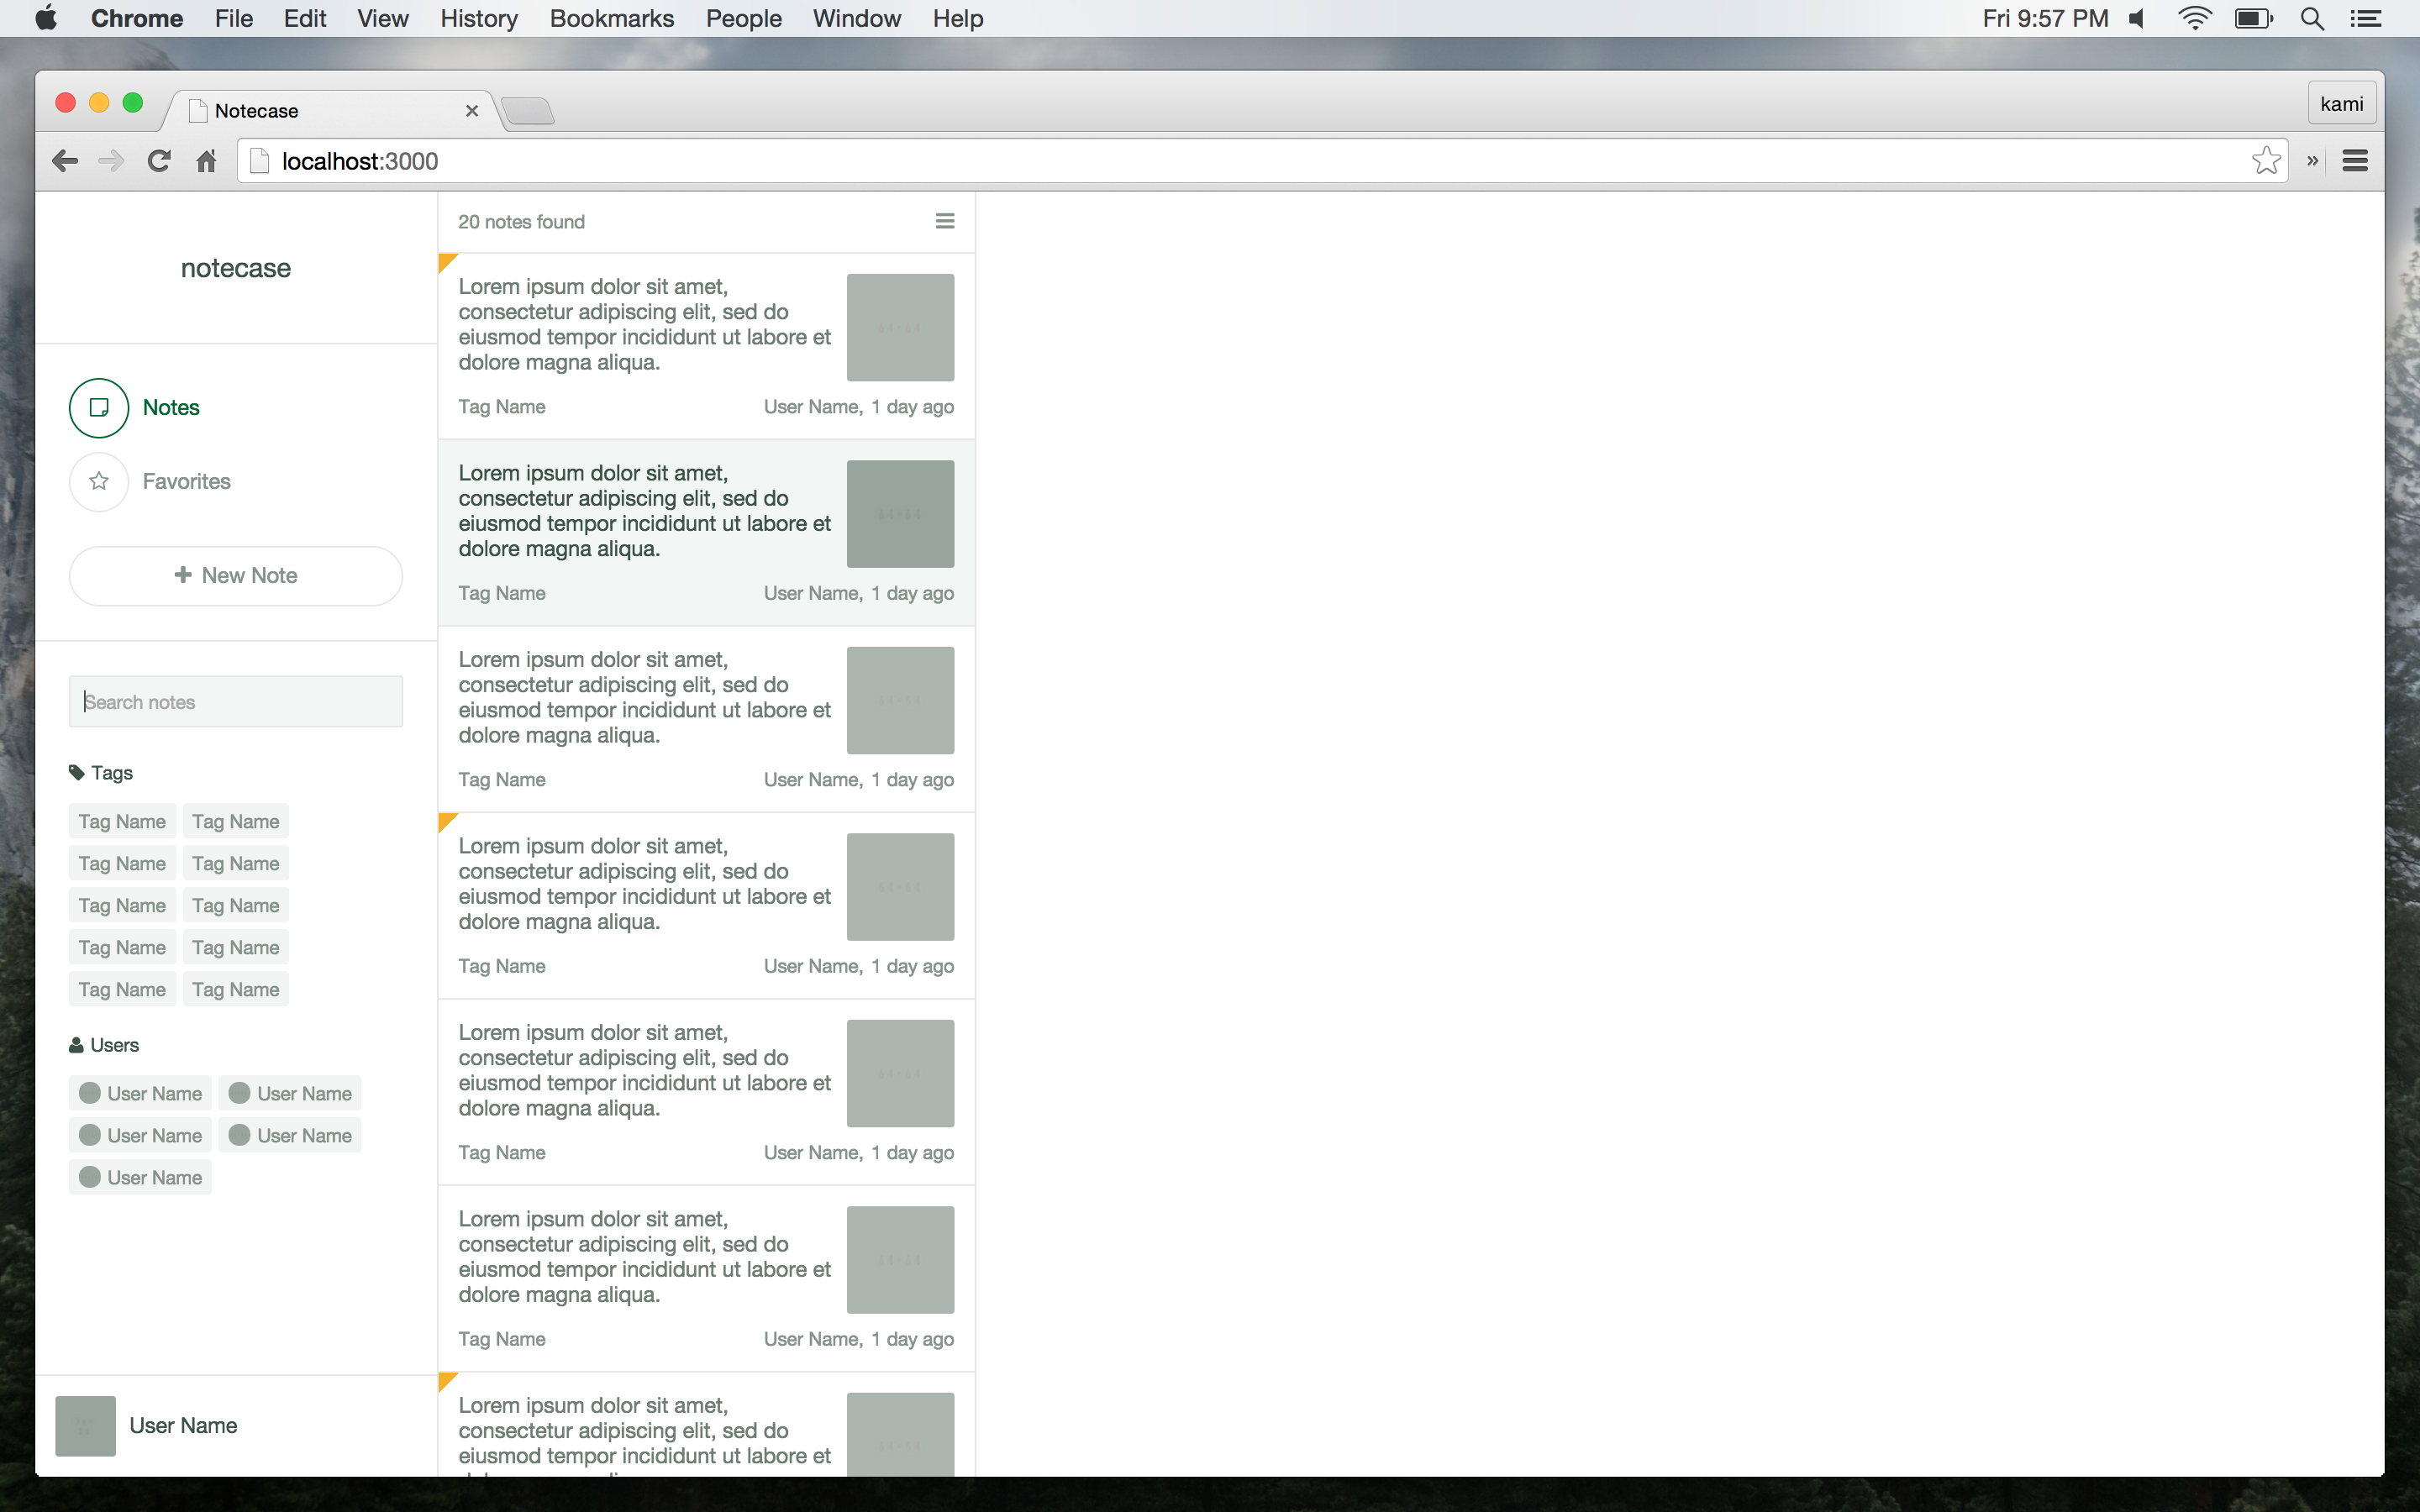 Chrome File Edit View History Bookmarks People Window Help Fri 9:57 PM
Notecase
kami
localhost:3000
notecase
Notes
Favorites
New Note
Search notes
Tags
Tag Name Tag Name
Tag Name Tag Name
Tag Name Tag Name
Tag Name Tag Name
Tag Name Tag Name
Users
User Name User Name
User Name User Name
User Name
User Name
20 notes found
Lorem ipsum dolor sit amet,
consectetur adipiscing elit, sed do
eiusmod tempor incididunt ut labore et
dolore magna aliqua.
Tag Name User Name, 1 day ago
Lorem ipsum dolor sit amet,
consectetur adipiscing elit, sed do
eiusmod tempor incididunt ut labore et
dolore magna aliqua.
Tag Name User Name, 1 day ago
Lorem ipsum dolor sit amet,
consectetur adipiscing elit, sed do
eiusmod tempor incididunt ut labore et
dolore magna aliqua.
Tag Name User Name, 1 day ago
Lorem ipsum dolor sit amet,
consectetur adipiscing elit, sed do
eiusmod tempor incididunt ut labore et
dolore magna aliqua.
Tag Name User Name, 1 day ago
Lorem ipsum dolor sit amet,
consectetur adipiscing elit, sed do
eiusmod tempor incididunt ut labore et
dolore magna aliqua.
Tag Name User Name, 1 day ago
Lorem ipsum dolor sit amet,
consectetur adipiscing elit, sed do
eiusmod tempor incididunt ut labore et
dolore magna aliqua.
Tag Name User Name, 1 day ago
Lorem ipsum dolor sit amet,
consectetur adipiscing elit, sed do
eiusmod tempor incididunt ut labore et